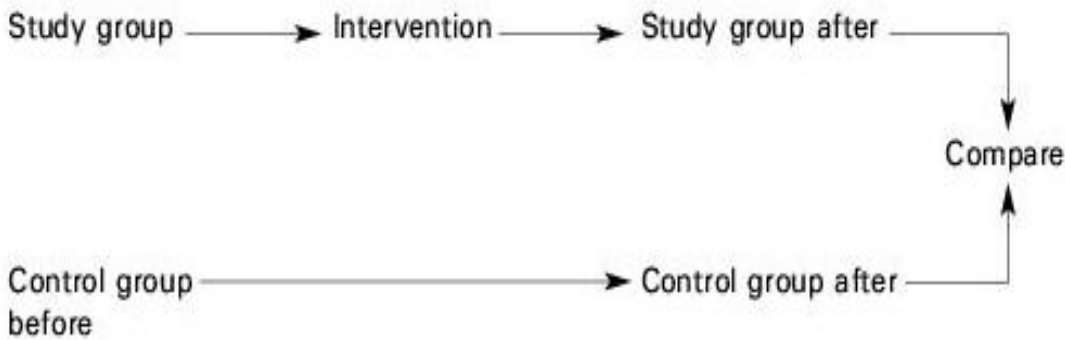 Study group Intervention Study group after
Compare
Control group Control group after
before